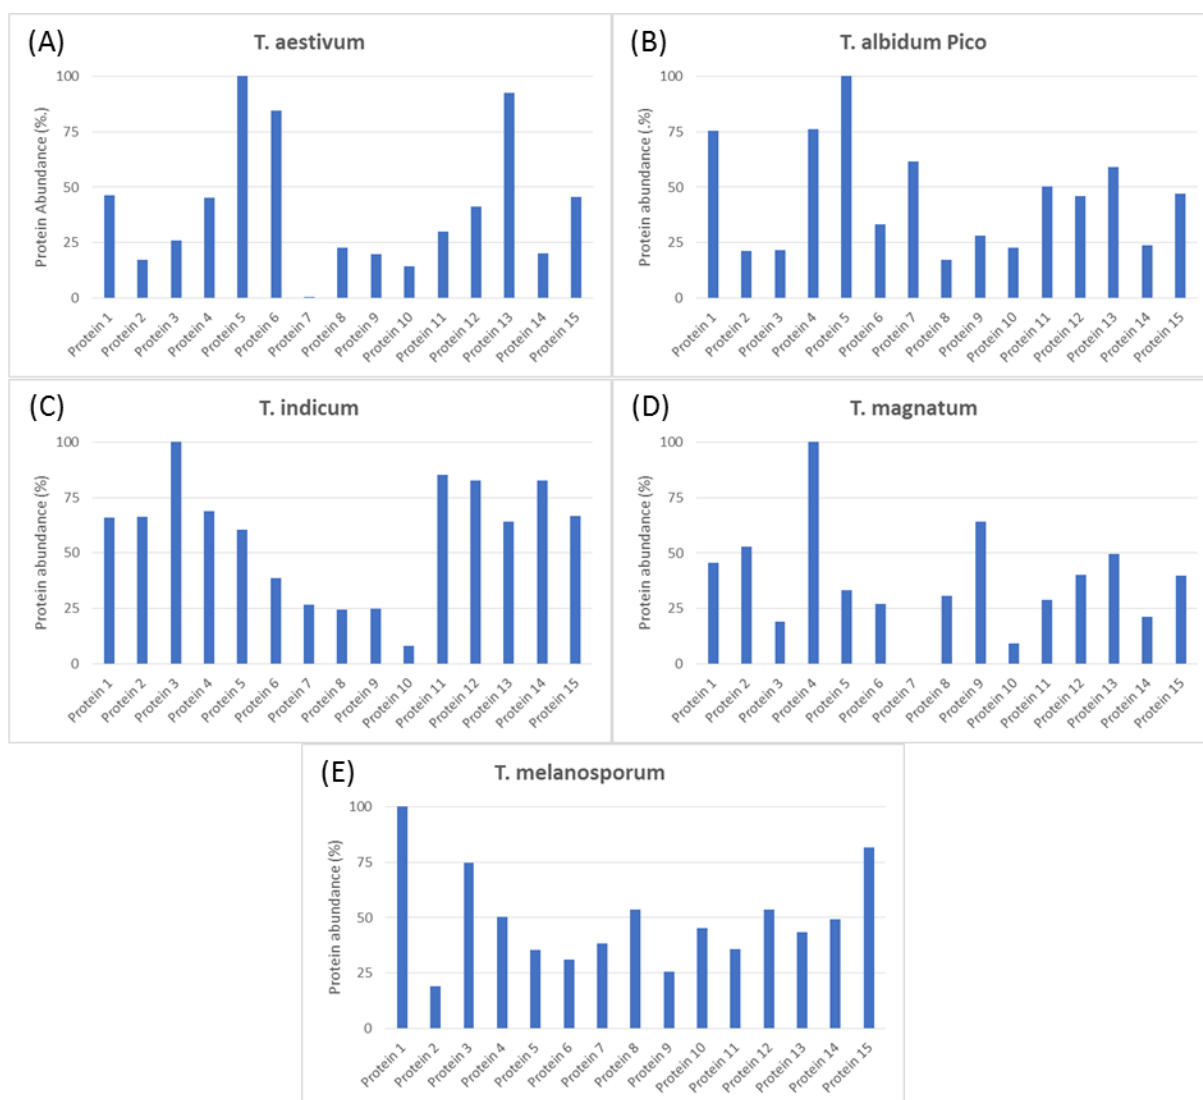 (A)
T. aestivum
Protein Abundance (%.)
100
75
50
25
0
Protein 1
Protein 2
Protein 3
Protein 4
Protein 5
Protein 6
Protein 7
Protein 8
Protein 9
Protein 10
Protein 11
Protein 12
Protein 13
Protein 14
Protein 15
(B)
T. albidum Pico
Protein abundance (.%)
100
75
50
25
0
Protein 1
Protein 2
Protein 3
Protein 4
Protein 5
Protein 6
Protein 7
Protein 8
Protein 9
Protein 10
Protein 11
Protein 12
Protein 13
Protein 14
Protein 15
(C)
T. indicum
Protein abundance (%)
100
75
50
25
0
Protein 1
Protein 2
Protein 3
Protein 4
Protein 5
Protein 6
Protein 7
Protein 8
Protein 9
Protein 10
Protein 11
Protein 12
Protein 13
Protein 14
Protein 15
(D)
T. magnatum
Protein abundance (%)
100
75
50
25
0
Protein 1
Protein 2
Protein 3
Protein 4
Protein 5
Protein 6
Protein 7
Protein 8
Protein 9
Protein 10
Protein 11
Protein 12
Protein 13
Protein 14
Protein 15
(E)
T. melanosporum
Protein abundance (%)
100
75
50
25
0
Protein 1
Protein 2
Protein 3
Protein 4
Protein 5
Protein 6
Protein 7
Protein 8
Protein 9
Protein 10
Protein 11
Protein 12
Protein 13
Protein 14
Protein 15